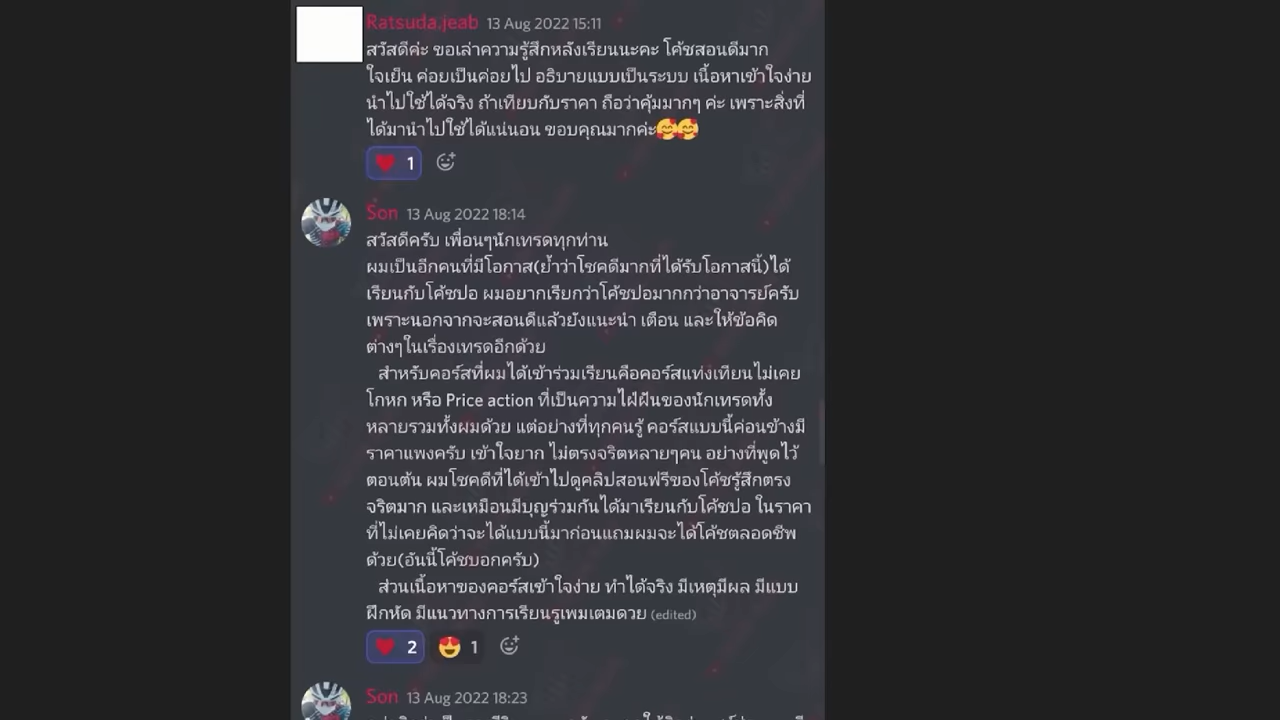 Ratsuda.jeab 13 Aug 2022 15:11
สวัสดีค่ะ ขอเล่าความรู้สึกหลังเรียนนะคะ โค้ชสอนดีมาก
ใจเย็น ค่อยเป็นค่อยไป อธิบายแบบเป็นระบบ เนื้อหาเข้าใจง่าย
นำไปใช้ได้จริง ถ้าเทียบกับราคา ถือว่าคุ้มมากๆ ค่ะ เพราะสิ่งที่
ได้มานำไปใช้ได้แน่นอน ขอบคุณมากค่ะ🥰🥰
❤️ 1
Son 13 Aug 2022 18:14
สวัสดีครับ เพื่อนๆนักเทรดทุกท่าน
ผมเป็นอีกคนที่มีโอกาส(ย้ำว่าโชคดีมากที่ได้รับโอกาสนี้)ได้
เรียนกับโค้ชปอ ผมอยากเรียกว่าโค้ชปอมากกว่าอาจารย์ครับ
เพราะนอกจากจะสอนดีแล้วยังแนะนำ เตือน และให้ข้อคิด
ต่างๆในเรื่องเทรดอีกด้วย
สำหรับคอร์สที่ผมได้เข้าร่วมเรียนคือคอร์สแท่งเทียนไม่เคย
โกหก หรือ Price action ที่เป็นความไฝ่ฝันของนักเทรดทั้ง
หลายรวมทั้งผมด้วย แต่อย่างที่ทุกคนรู้ คอร์สแบบนี้ค่อนข้างมี
ราคาแพงครับ เข้าใจยาก ไม่ตรงจริตหลายๆคน อย่างที่พูดไว้
ตอนต้น ผมโชคดีที่ได้เข้าไปดูคลิปสอนฟรีของโค้ชรู้สึกตรง
จริตมาก และเหมือนมีบุญร่วมกันได้มาเรียนกับโค้ชปอ ในราคา
ที่ไม่เคยคิดว่าจะได้แบบนี้มาก่อนแถมผมจะได้โค้ชตลอดชีพ
ด้วย(อันนี้โค้ชบอกครับ)
ส่วนเนื้อหาของคอร์สเข้าใจง่าย ทำได้จริง มีเหตุมีผล มีแบบ
ฝึกหัด มีแนวทางการเรียนรู้เพิ่มเติมด้วย (edited)
❤️ 2 😍 1
Son 13 Aug 2022 18:23